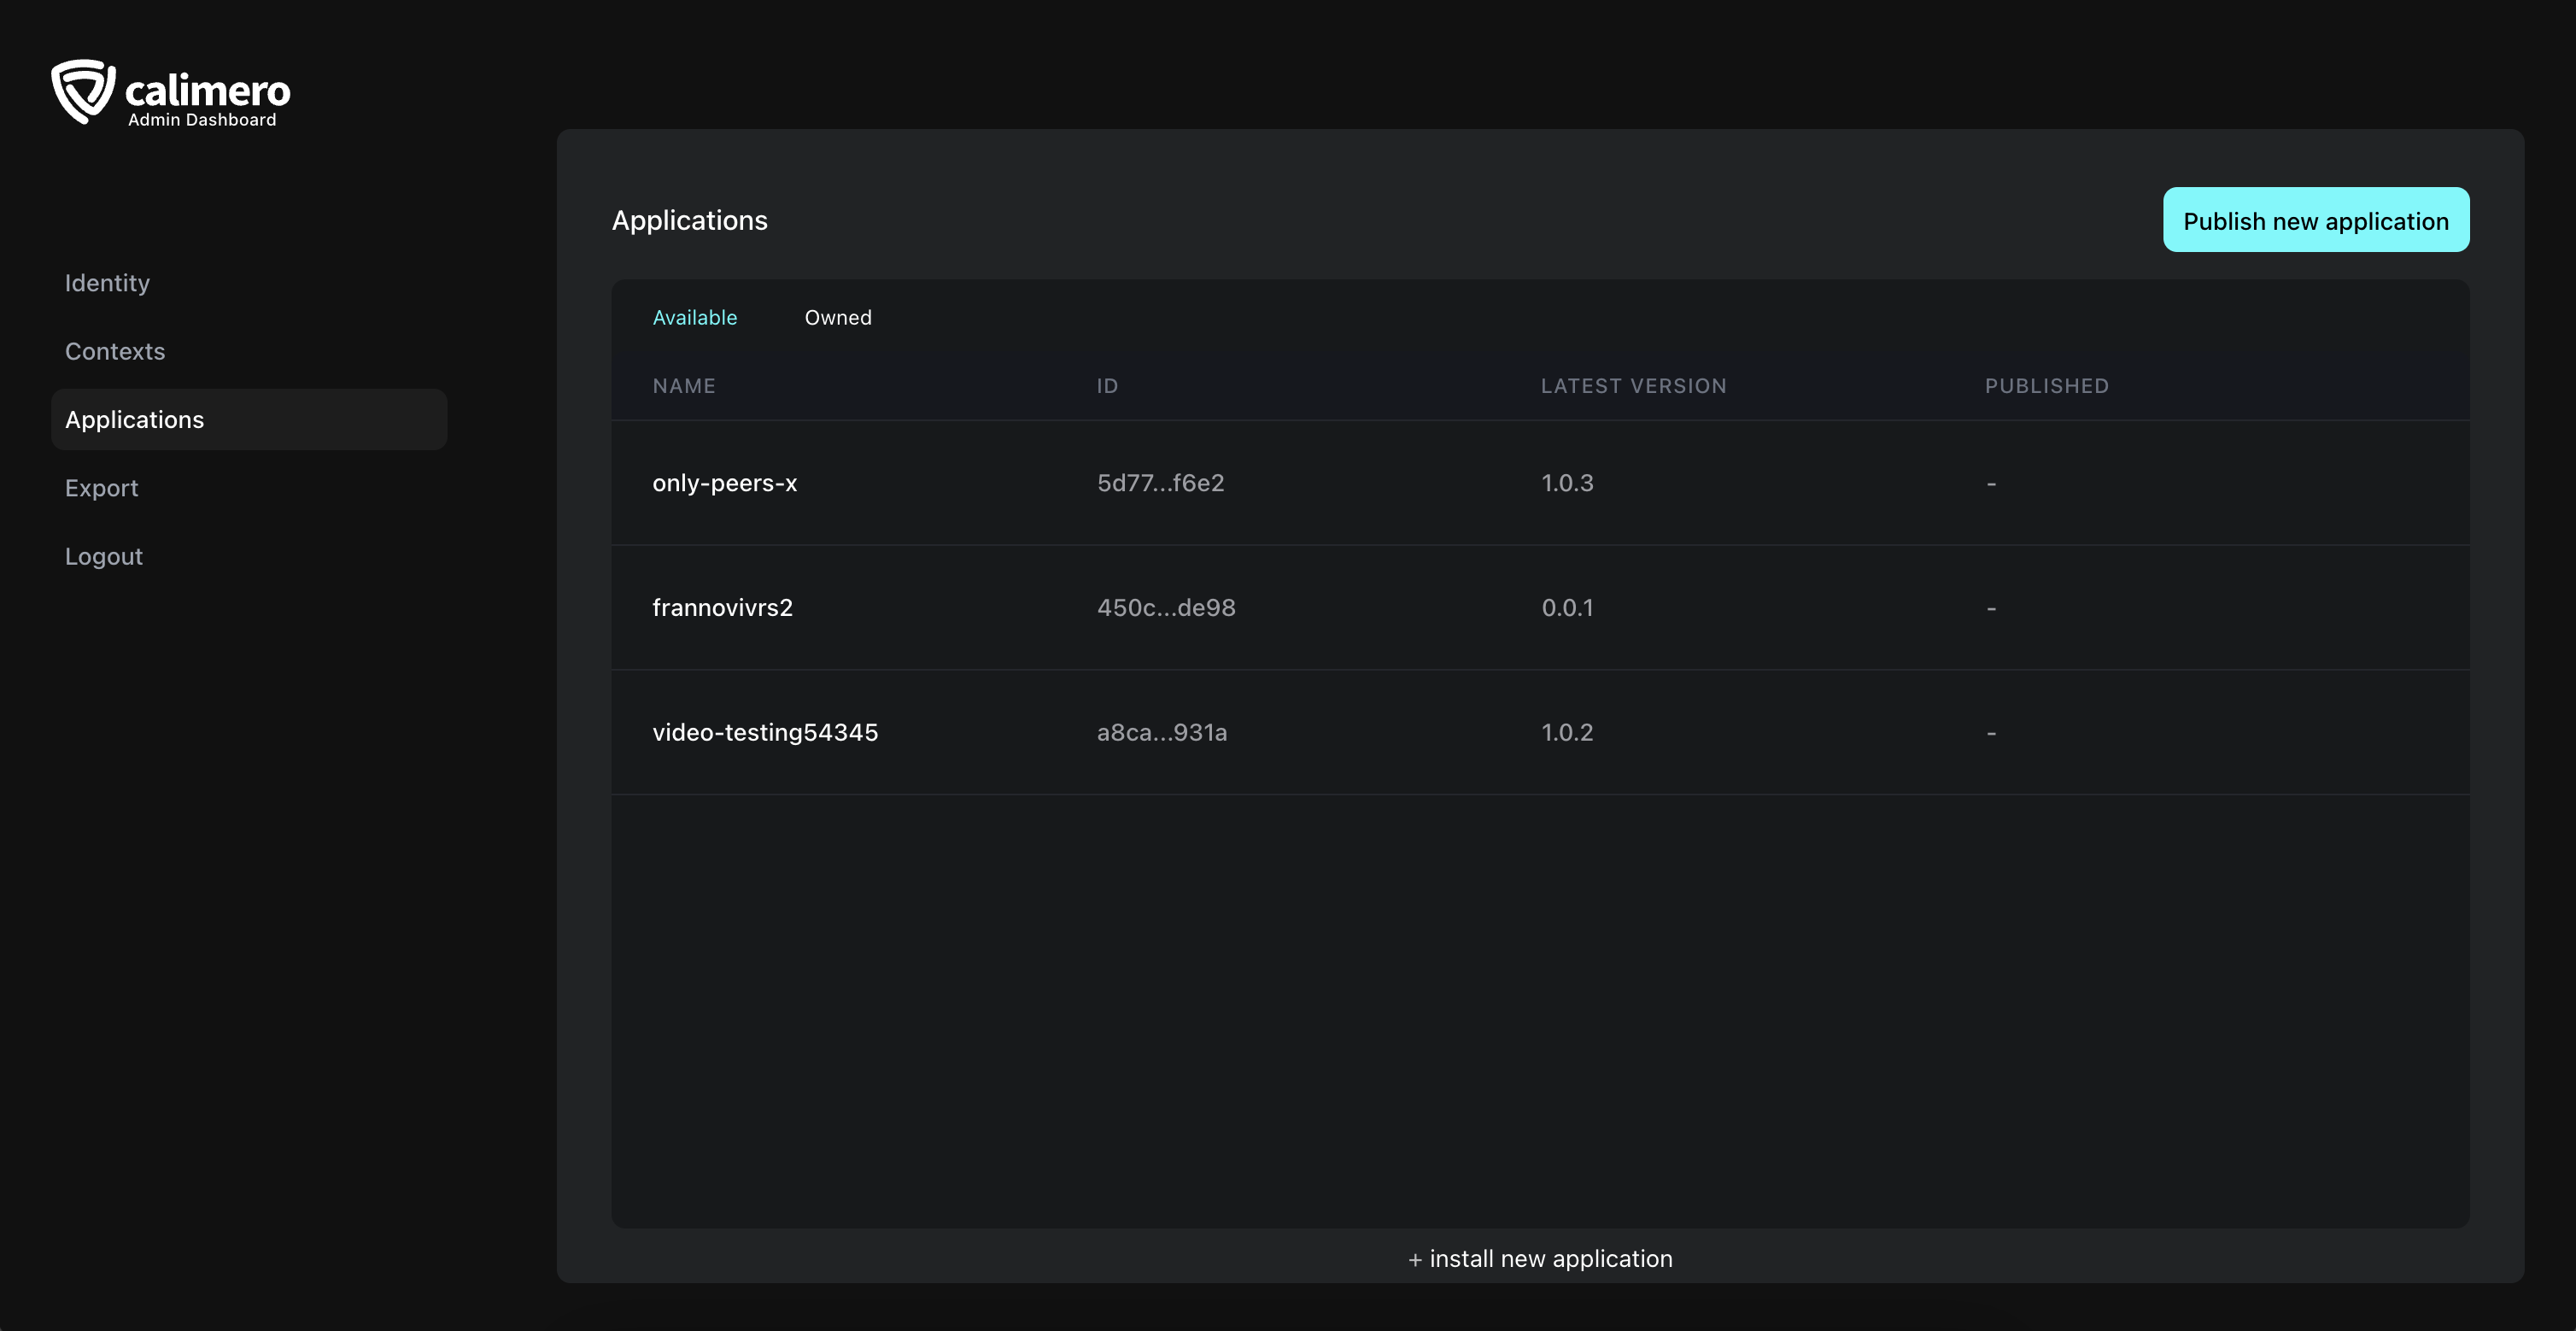 calimero
Admin Dashboard
Identity
Contexts
Applications
Export
Logout
Applications
Publish new application
Available Owned
NAME ID LATEST VERSION PUBLISHED
only-peers-x 5d77...f6e2 1.0.3 -
frannovivrs2 450c...de98 0.0.1 -
video-testing54345 a8ca...931a 1.0.2 -
+ install new application